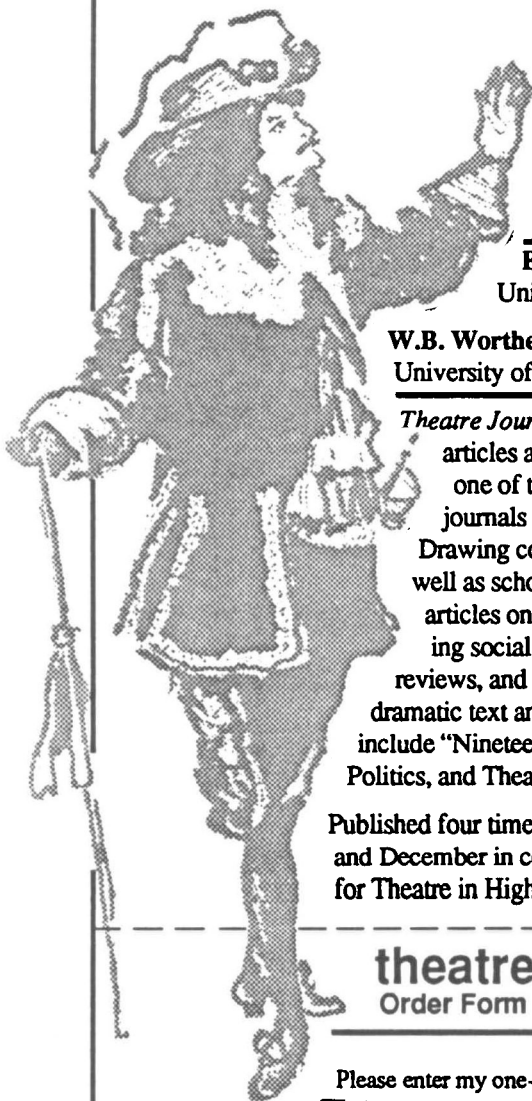 Uni
W.B. Worthe
University of
Theatre Jour
articles a
one of t
journals
Drawing co
well as scho
articles on
ing social
reviews, and
dramatic text an
include “Ninetee
Politics, and Thea
Published four time
and December in c
for Theatre in High
theatre
Order Form
Please enter my one-